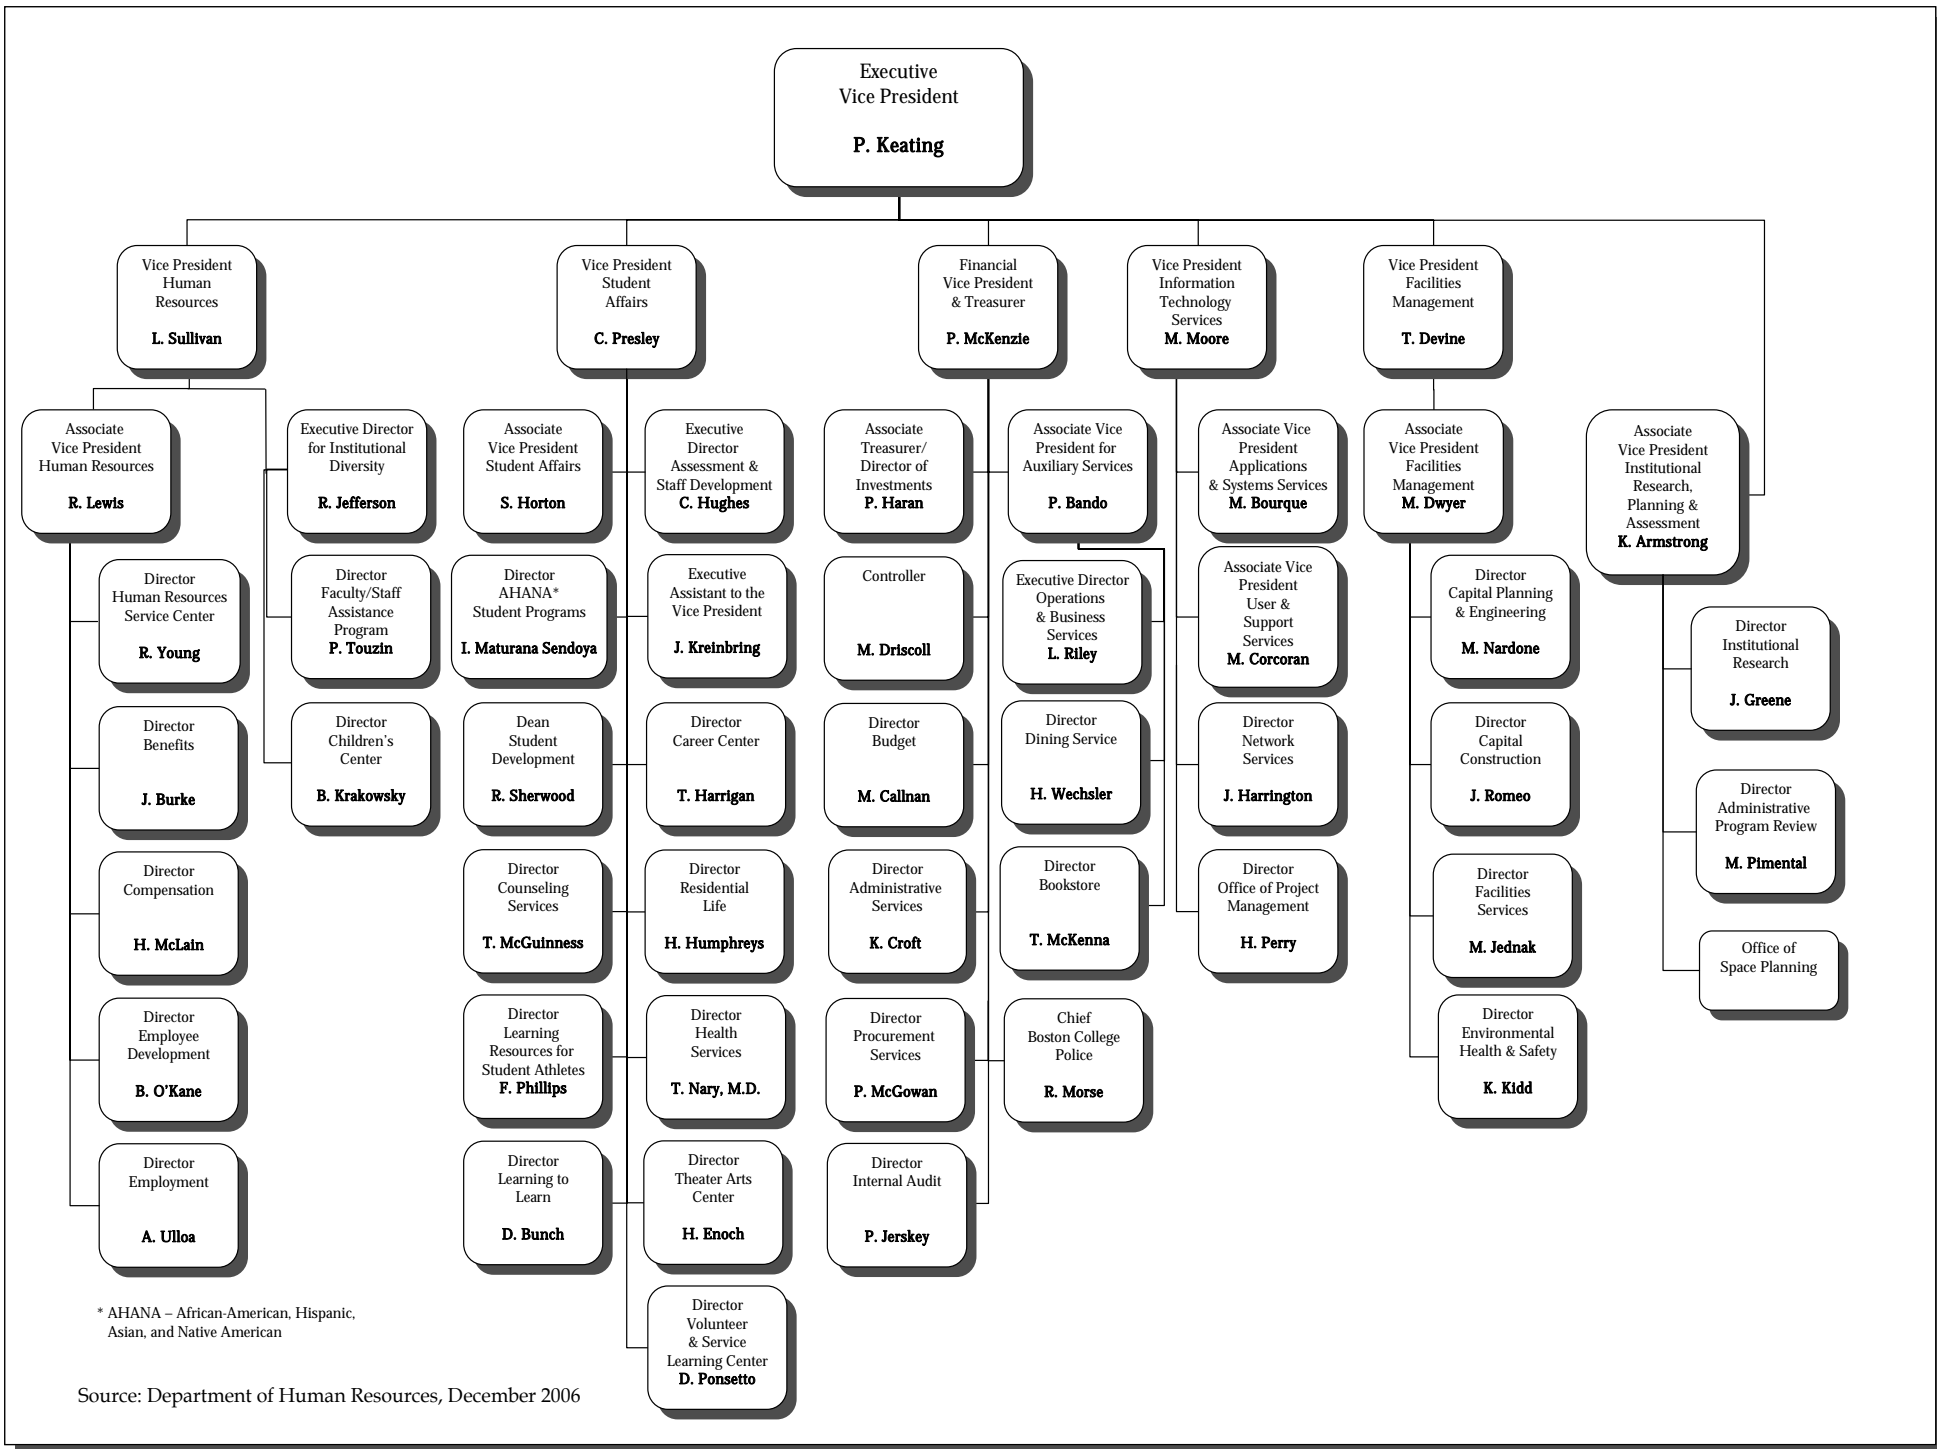 Executive
Vice President
P. Keating
Vice President
Human
Resources
L. Sullivan
Vice President
Student
Affairs
C. Presley
Financial
Vice President
& Treasurer
P. McKenzie
Vice President
Information
Technology
Services
M. Moore
Vice President
Facilities
Management
T. Devine
Associate
Vice President
Human Resources
R. Lewis
Executive Director
for Institutional
Diversity
R. Jefferson
Associate
Vice President
Student Affairs
S. Horton
Executive
Director
Assessment &
Staff Development
C. Hughes
Associate
Treasurer/
Director of
Investments
P. Haran
Associate Vice
President for
Auxiliary Services
P. Bando
Associate Vice
President
Applications
& Systems Services
M. Bourque
Associate
Vice President
Facilities
Management
M. Dwyer
Associate
Vice President
Institutional
Research,
Planning &
Assessment
K. Armstrong
Director
Human Resources
Service Center
R. Young
Director
Faculty/Staff
Assistance
Program
P. Touzin
Director
AHANA*
Student Programs
I. Maturana Sendoya
Executive
Assistant to the
Vice President
J. Kreinbring
Controller
M. Driscoll
Executive Director
Operations
& Business
Services
L. Riley
Associate Vice
President
User &
Support
Services
M. Corcoran
Director
Capital Planning
& Engineering
M. Nardone
Director
Institutional
Research
J. Greene
Director
Benefits
J. Burke
Director
Children's
Center
B. Krakowsky
Dean
Student
Development
R. Sherwood
Director
Career Center
T. Harrigan
Director
Budget
M. Callnan
Director
Dining Service
H. Wechsler
Director
Network
Services
J. Harrington
Director
Capital
Construction
J. Romeo
Director
Administrative
Program Review
M. Pimental
Director
Compensation
H. McLain
Director
Counseling
Services
T. McGuinness
Director
Residential
Life
H. Humphreys
Director
Administrative
Services
K. Croft
Director
Bookstore
T. McKenna
Director
Office of Project
Management
H. Perry
Director
Facilities
Services
M. Jednak
Office of
Space Planning
Director
Employee
Development
B. O'Kane
Director
Learning
Resources for
Student Athletes
F. Phillips
Director
Health
Services
T. Nary, M.D.
Director
Procurement
Services
P. McGowan
Chief
Boston College
Police
R. Morse
Director
Environmental
Health & Safety
K. Kidd
Director
Employment
A. Ulloa
Director
Learning to
Learn
D. Bunch
Director
Theater Arts
Center
H. Enoch
Director
Internal Audit
P. Jerskey
Director
Volunteer
& Service
Learning Center
D. Ponsetto
* AHANA – African-American, Hispanic,
Asian, and Native American
Source: Department of Human Resources, December 2006